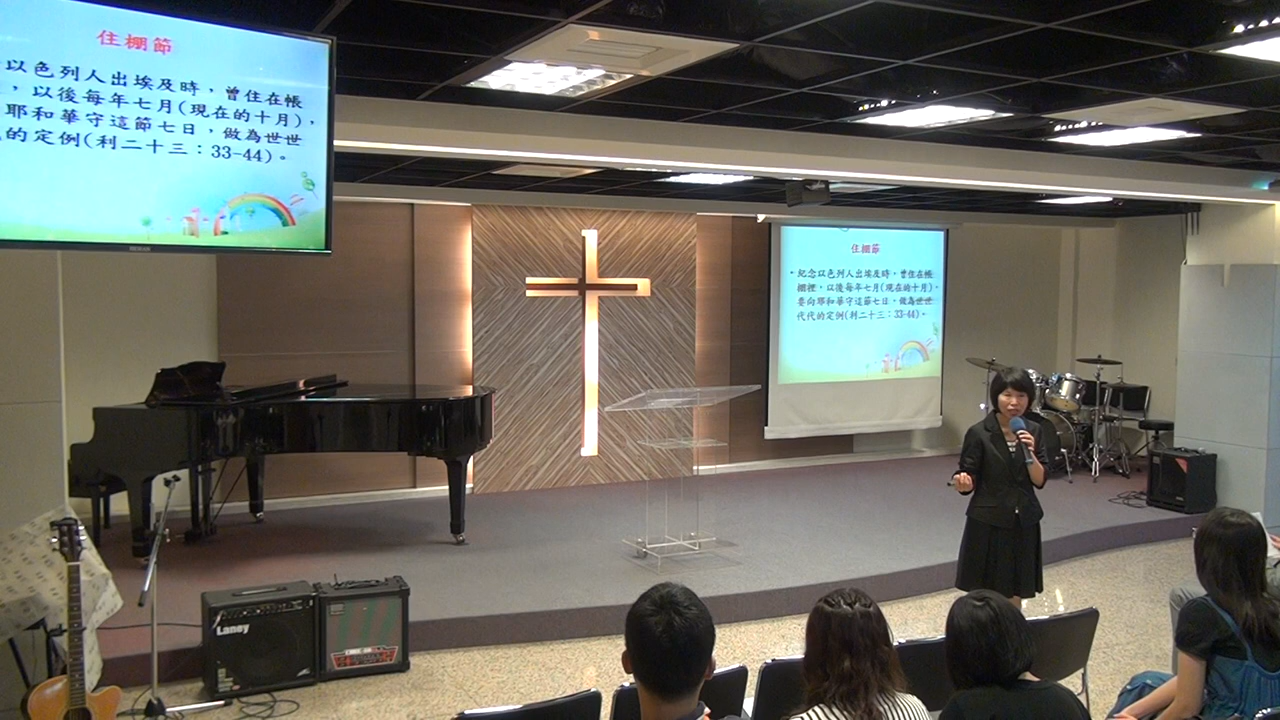 住棚節
以色列人出埃及時，曾住在帳
，以後每年七月(現在的十月)，
耶和華守這節七日，做為世世
的定例(利二十三：33-44)。
住棚節
紀念以色列人出埃及時，曾住在帳
棚裡，以後每年七月(現在的十月)，
要向耶和華守這節七日，做為世世
代代的定例(利二十三：33-44)。
Laney